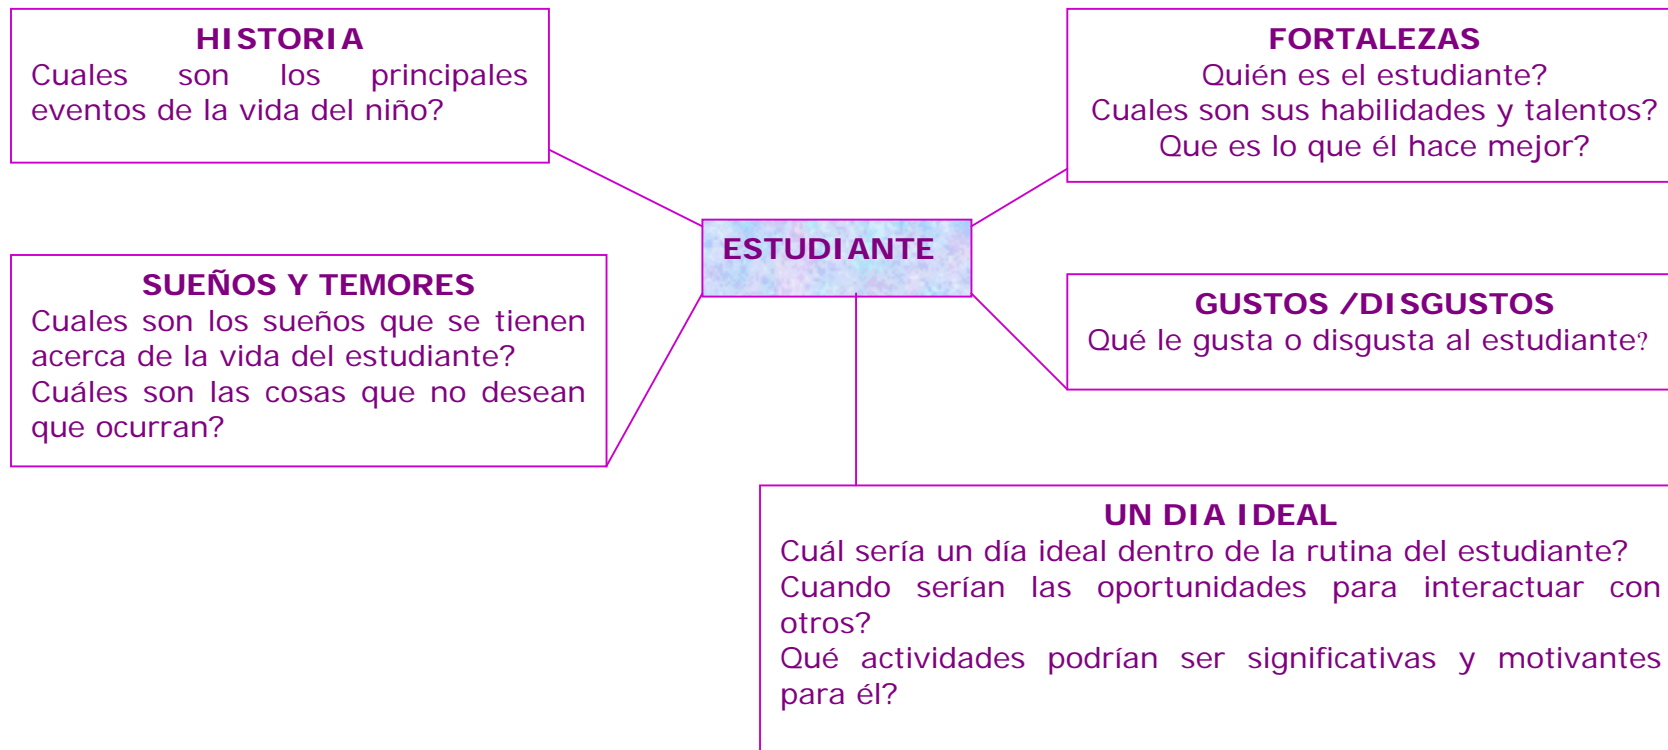 HISTORIA
Cuales son los principales
eventos de la vida del niño?
FORTALEZAS
Quién es el estudiante?
Cuales son sus habilidades y talentos?
Que es lo que él hace mejor?
ESTUDIANTE
SUEÑOS Y TEMORES
Cuales son los sueños que se tienen
acerca de la vida del estudiante?
Cuáles son las cosas que no desean
que ocurran?
GUSTOS /DISGUSTOS
Qué le gusta o disgusta al estudiante?
UN DIA IDEAL
Cuál sería un día ideal dentro de la rutina del estudiante?
Cuando serían las oportunidades para interactuar con
otros?
Qué actividades podrían ser significativas y motivantes
para él?